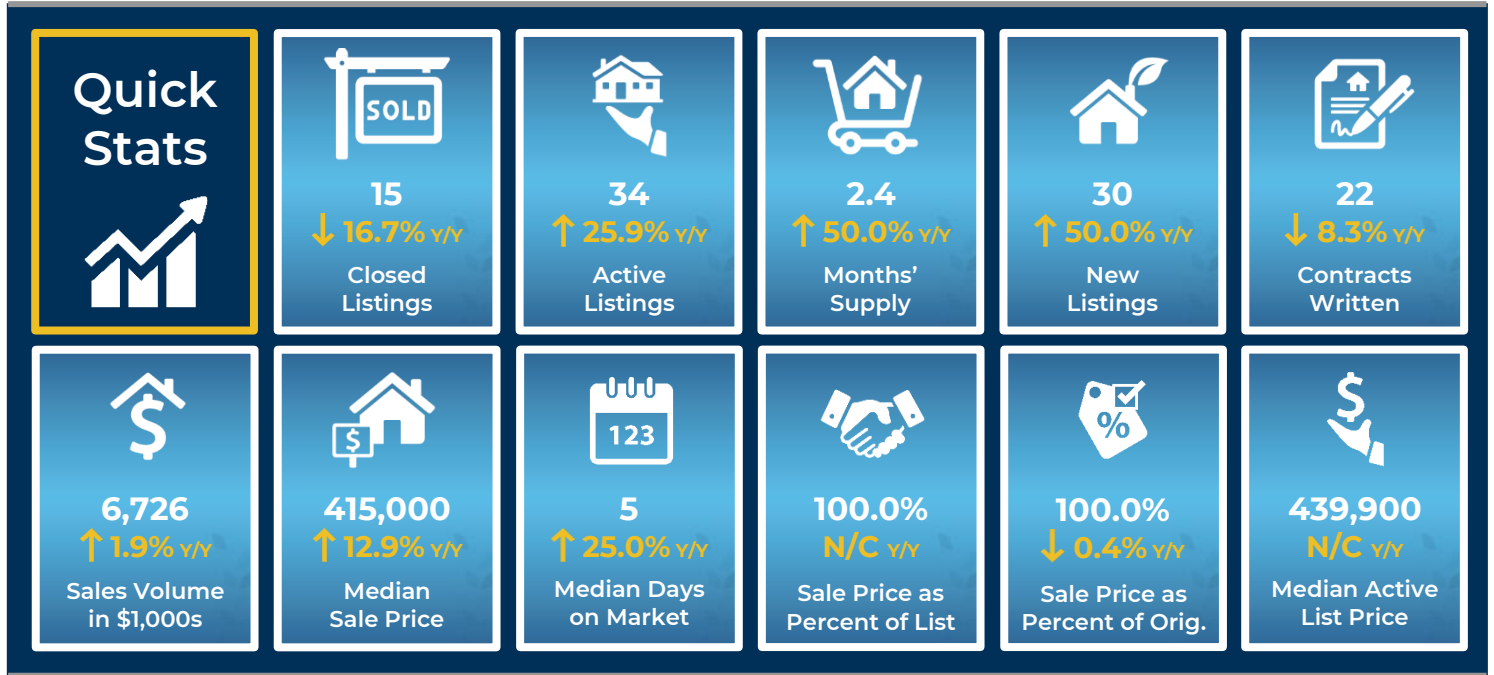 Quick
Stats
SOLD
15
↓ 16.7% Y/Y
Closed
Listings
34
↑ 25.9% Y/Y
Active
Listings
2.4
↑ 50.0% Y/Y
Months’
Supply
30
↑ 50.0% Y/Y
New
Listings
22
↓ 8.3% Y/Y
Contracts
Written
$
6,726
↑ 1.9% Y/Y
Sales Volume
in $1,000s
$
415,000
↑ 12.9% Y/Y
Median
Sale Price
123
5
↑ 25.0% Y/Y
Median Days
on Market
100.0%
N/C Y/Y
Sale Price as
Percent of List
%
100.0%
↓ 0.4% Y/Y
Sale Price as
Percent of Orig.
$
439,900
N/C Y/Y
Median Active
List Price